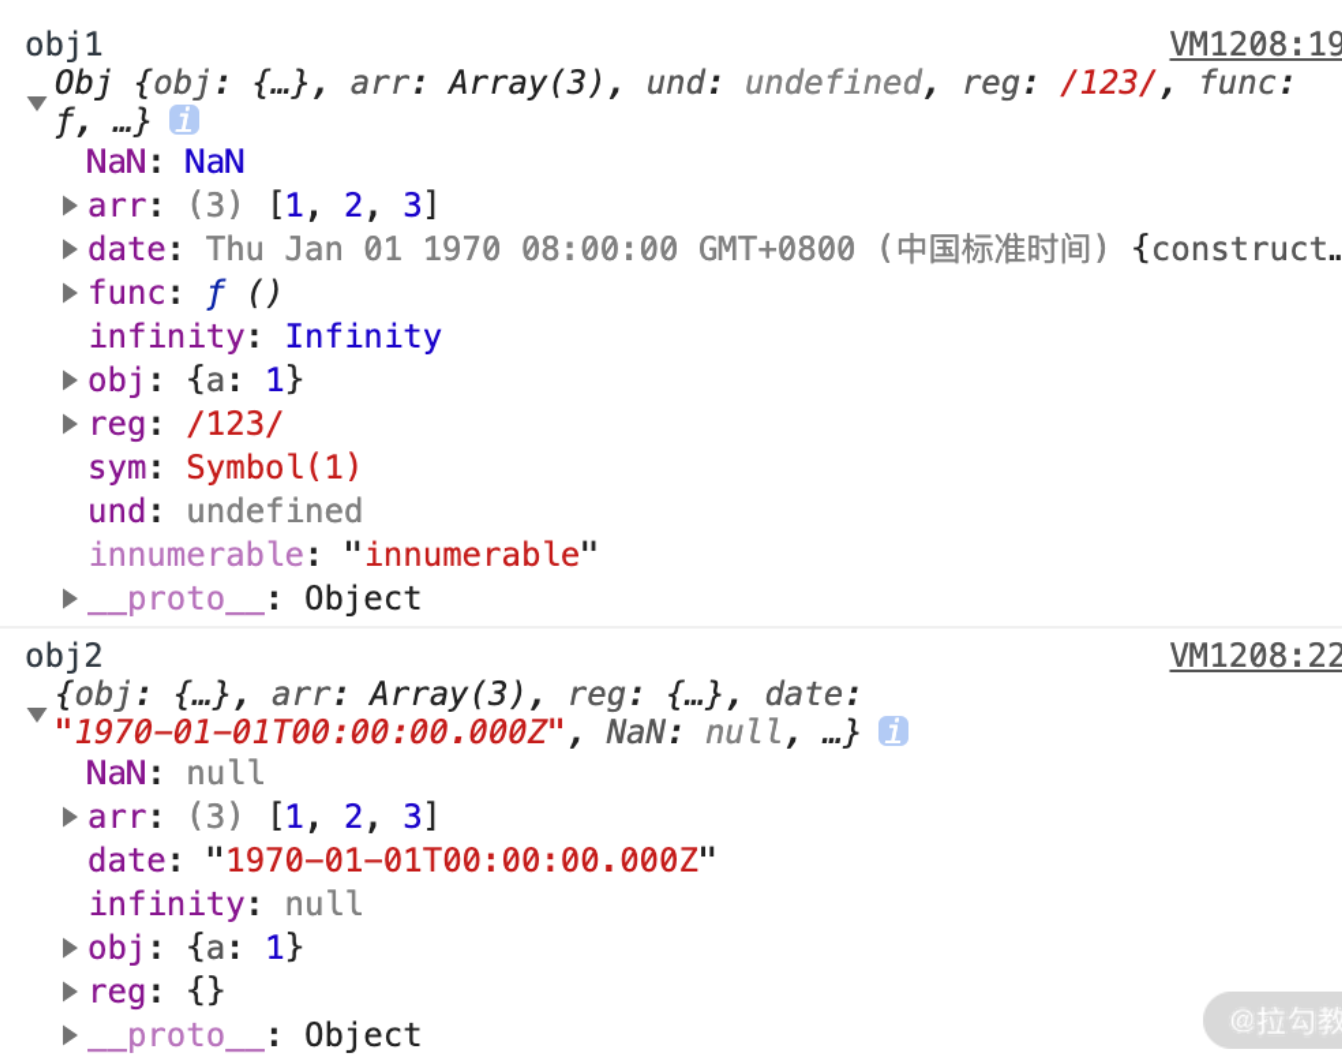 obj1 VM1208:19
Obj {obj: {…}, arr: Array(3), und: undefined, reg: /123/, func:
ƒ, …} i
NaN: NaN
arr: (3) [1, 2, 3]
date: Thu Jan 01 1970 08:00:00 GMT+0800 (中国标准时间) {construct…
func: ƒ ()
infinity: Infinity
obj: {a: 1}
reg: /123/
sym: Symbol(1)
und: undefined
innumerable: "innumerable"
__proto__: Object
obj2 VM1208:22
{obj: {…}, arr: Array(3), reg: {…}, date:
"1970-01-01T00:00:00.000Z", NaN: null, …} i
NaN: null
arr: (3) [1, 2, 3]
date: "1970-01-01T00:00:00.000Z"
infinity: null
obj: {a: 1}
reg: {}
__proto__: Object
@拉勾教